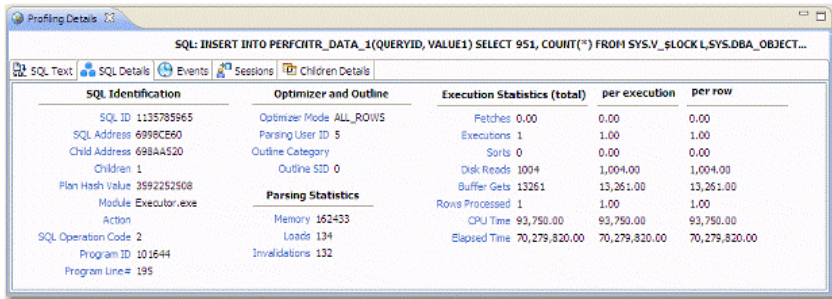 Profiling Details
SQL: INSERT INTO PERFCNTR_DATA_1(QUERYID, VALUE1) SELECT 951, COUNT(*) FROM SYS.V_$LOCK L,SYS.DBA_OBJECT...
SQL Text SQL Details Events Sessions Children Details
SQL Identification
SQL ID 1135785965
SQL Address 6998CE60
Child Address 698AA520
Children 1
Plan Hash Value 3592252508
Module Executor.exe
Action
SQL Operation Code 2
Program ID 101644
Program Line# 195
Optimizer and Outline
Optimizer Mode ALL_ROWS
Parsing User ID 5
Outline Category
Outline SID 0
Parsing Statistics
Memory 162433
Loads 134
Invalidations 132
Execution Statistics (total) per execution per row
Fetches 0.00 0.00 0.00
Executions 1 1.00 1.00
Sorts 0 0.00 0.00
Disk Reads 1004 1,004.00 1,004.00
Buffer Gets 13261 13,261.00 13,261.00
Rows Processed 1 1.00 1.00
CPU Time 93,750.00 93,750.00 93,750.00
Elapsed Time 70,279,820.00 70,279,820.00 70,279,820.00